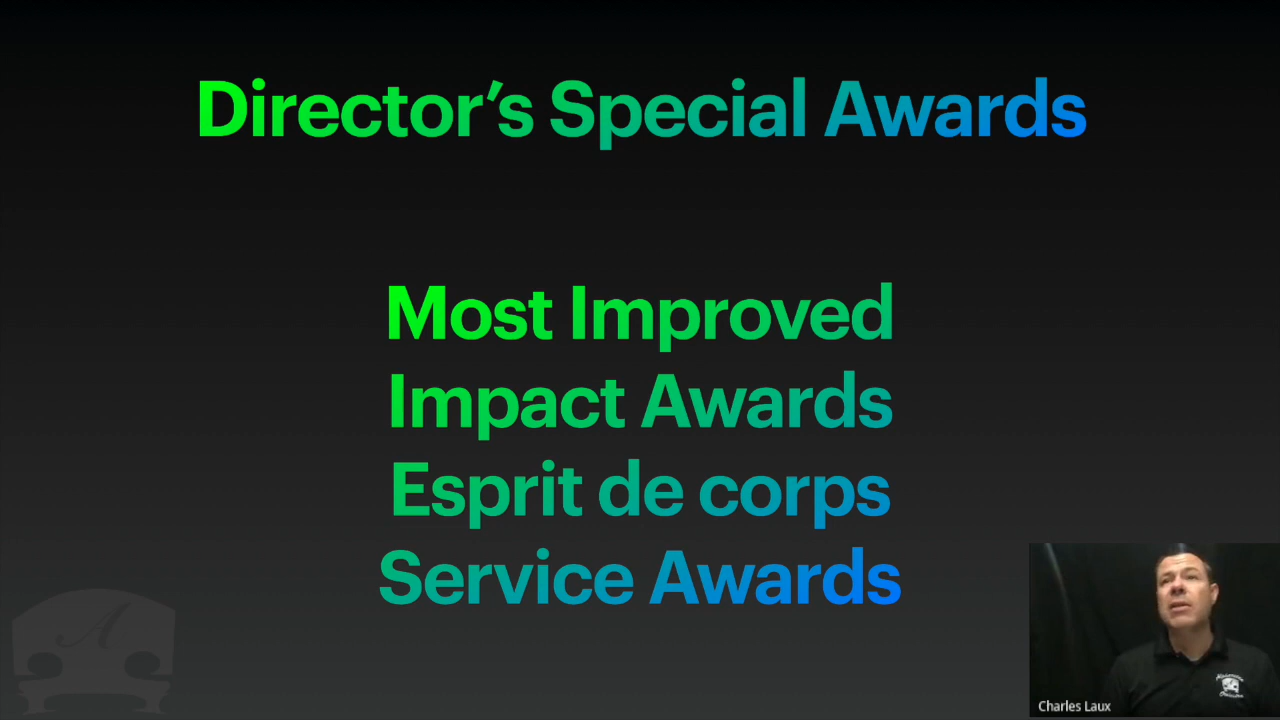 Director’s Special Awards
Most Improved
Impact Awards
Esprit de corps
Service Awards
A
Charles Laux